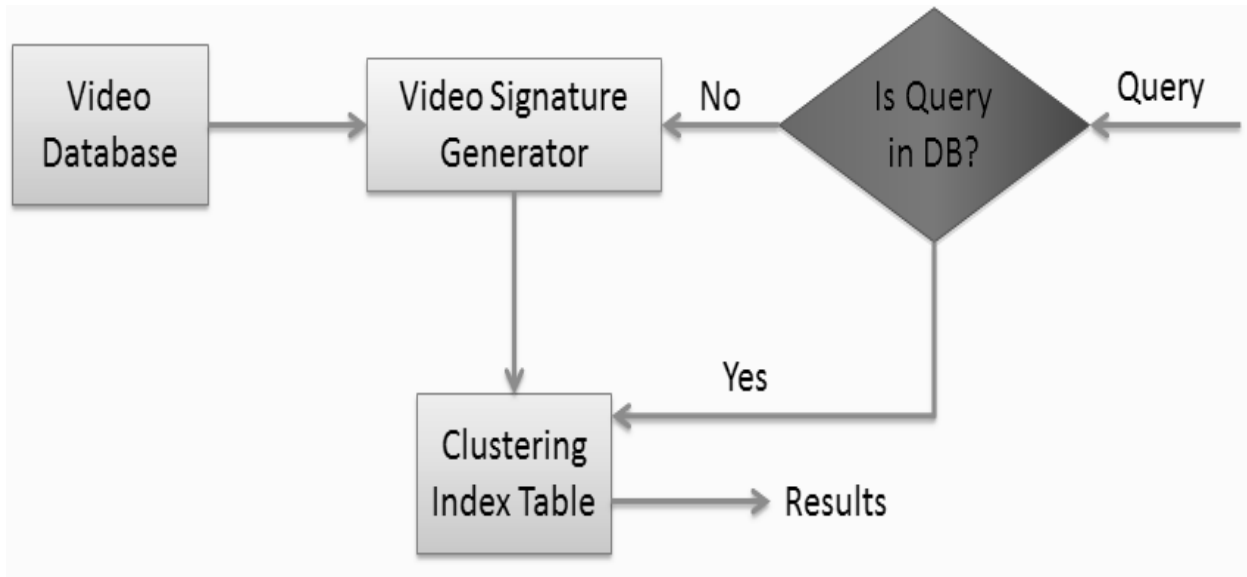 Video
Database
Video Signature
Generator
No
Is Query
in DB?
Query
Yes
Clustering
Index Table
Results